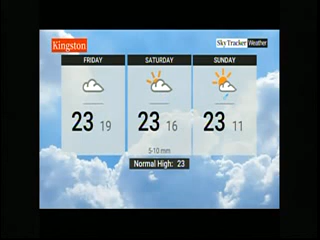 Kingston
SkyTracker Weather
FRIDAY
SATURDAY
SUNDAY
23 19
23 16
23 11
5-10 mm
Normal High: 23